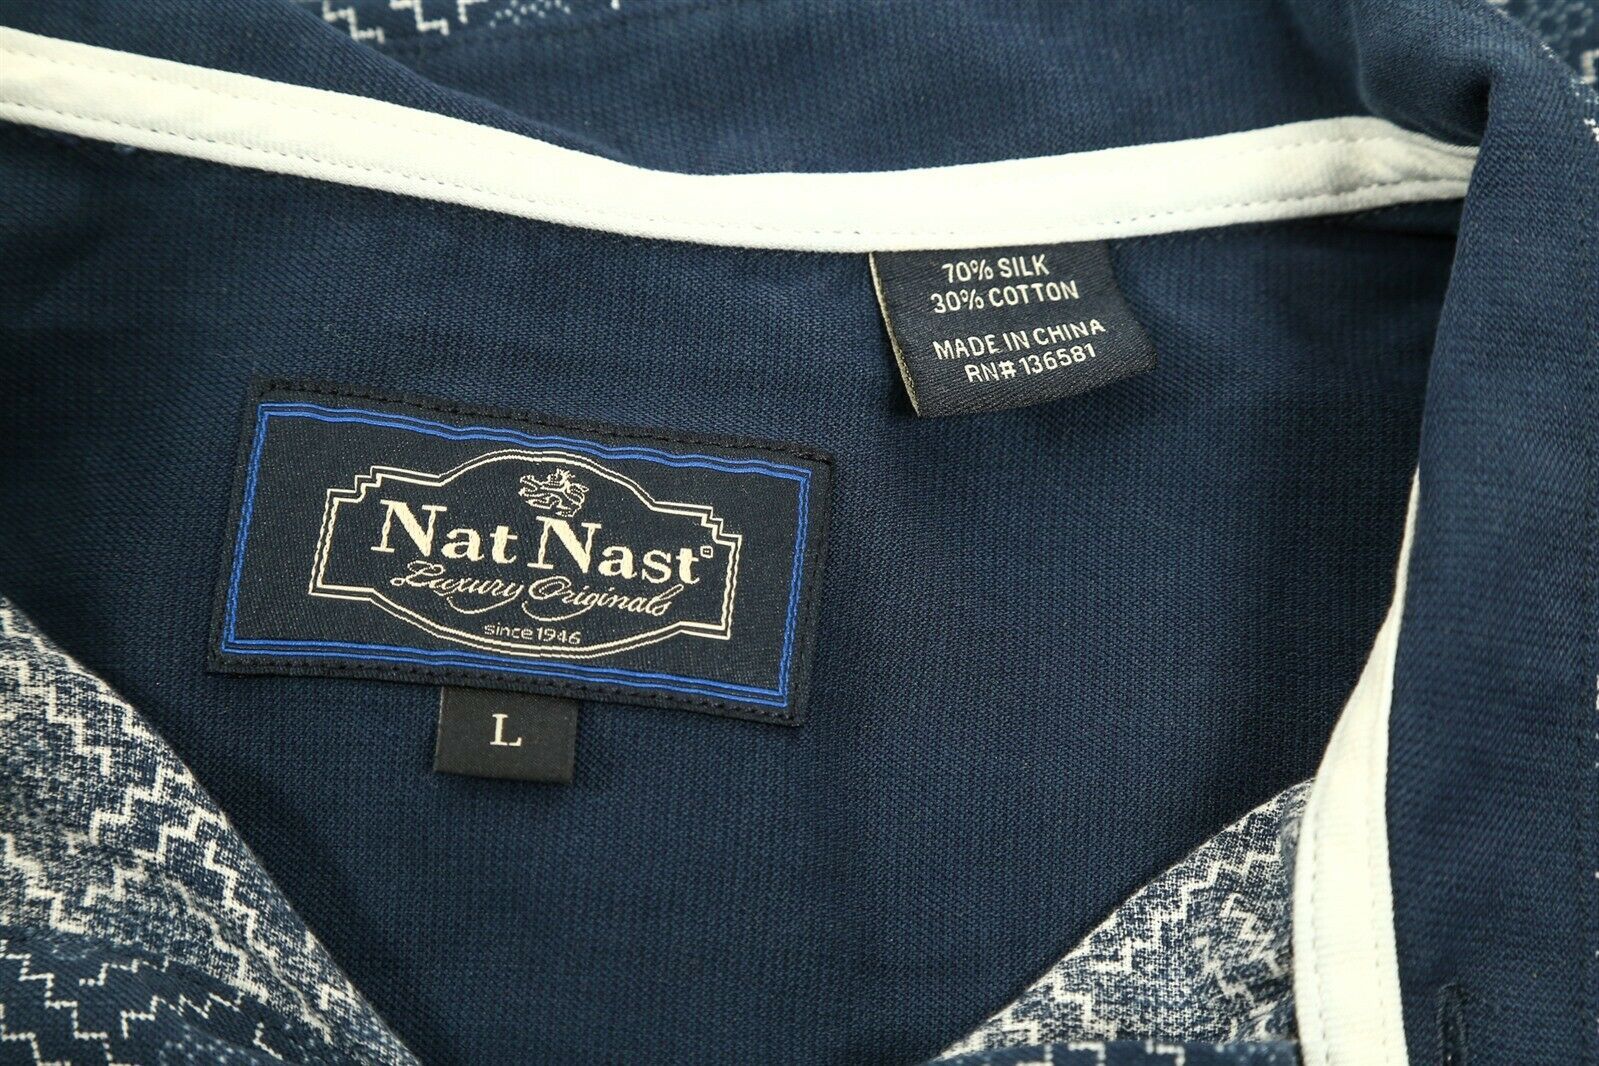 70% SILK
30% COTTON
MADE IN CHINA
RN# 136581
Nat Nast®
Luxury Originals
since 1946
L